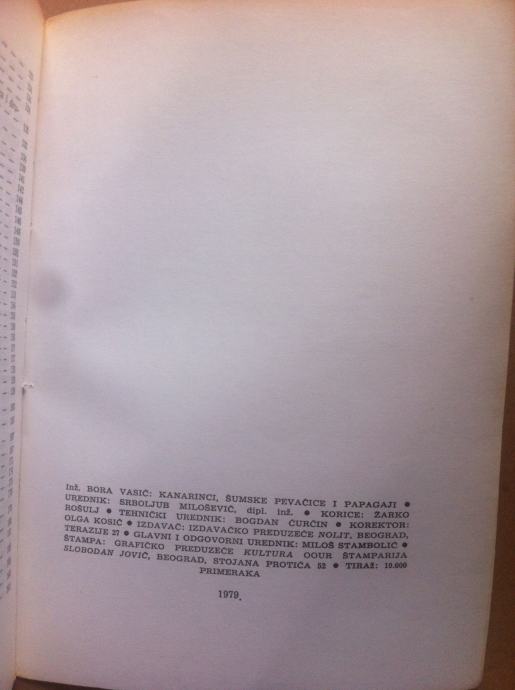 Inž. BORA VASIĆ: KANARINCI, ŠUMSKE PEVAČICE I PAPAGAJI ●
UREDNIK: SRBOLJUB MILOŠEVIĆ, dipl. inž. ● KORICE: ŽARKO
ROŠULJ ● TEHNIČKI UREDNIK: BOGDAN ĆURČIN ● KOREKTOR:
OLGA KOSIĆ ● IZDAVAČ: IZDAVAČKO PREDUZEĆE NOLIT, BEOGRAD,
TERAZIJE 27 ● GLAVNI I ODGOVORNI UREDNIK: MILOŠ STAMBOLIĆ ●
ŠTAMPA: GRAFIČKO PREDUZEĆE KULTURA OOUR ŠTAMPARIJA
SLOBODAN JOVIĆ, BEOGRAD, STOJANA PROTIĆA 52 ● TIRAŽ: 10.000
PRIMERAKA
1979.